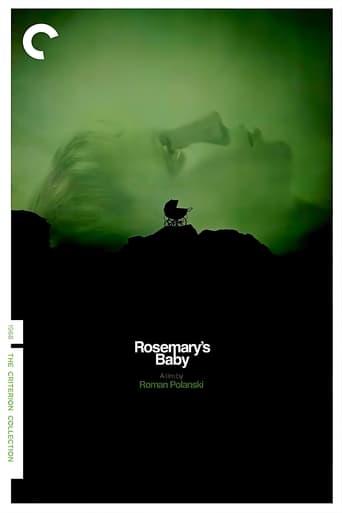 Rosemary's
Baby
A film by
Roman Polanski
1968
THE CRITERION COLLECTION